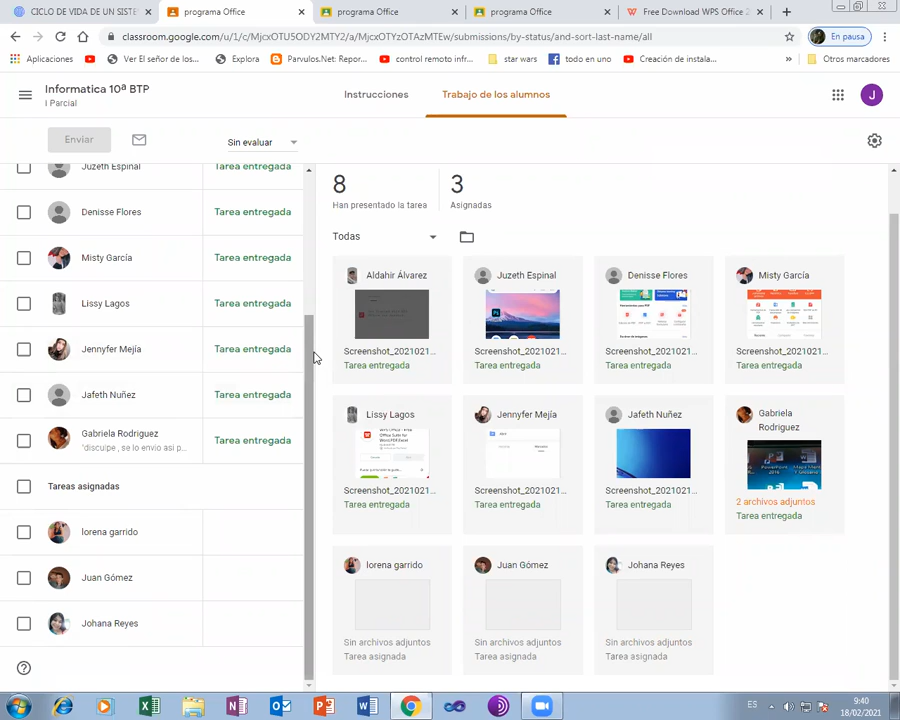 CICLO DE VIDA DE UN SISTE
programa Office
programa Office
programa Office
Free Download WPS Office 2
classroom.google.com/u/1/c/MjcxOTU5ODY2MTY2/a/MjcxOTYzOTAzMTEw/submissions/by-status/and-sort-last-name/all
En pausa
Aplicaciones
Ver El señor de los...
Explora
Parvulos.Net: Repor...
control remoto infr...
star wars
todo en uno
Creación de instala...
»
Otros marcadores
Informatica 10ª BTP
I Parcial
Instrucciones
Trabajo de los alumnos
J
Enviar
Sin evaluar
Juzeth Espinal Tarea entregada
Denisse Flores Tarea entregada
Misty García Tarea entregada
Lissy Lagos Tarea entregada
Jennyfer Mejía Tarea entregada
Jafeth Nuñez Tarea entregada
Gabriela Rodriguez Tarea entregada
"disculpe , se lo envio asi p...
Tareas asignadas
lorena garrido
Juan Gómez
Johana Reyes
8 3
Han presentado la tarea Asignadas
Todas
Aldahir Álvarez Juzeth Espinal Denisse Flores Misty García
Screenshot_2021021... Screenshot_2021021... Screenshot_2021021... Screenshot_2021021...
Tarea entregada Tarea entregada Tarea entregada Tarea entregada
Lissy Lagos Jennyfer Mejía Jafeth Nuñez Gabriela Rodriguez
Screenshot_2021021... Screenshot_2021021... Screenshot_2021021... 2 archivos adjuntos
Tarea entregada Tarea entregada Tarea entregada Tarea entregada
lorena garrido Juan Gómez Johana Reyes
Sin archivos adjuntos Sin archivos adjuntos Sin archivos adjuntos
Tarea asignada Tarea asignada Tarea asignada
ES
9:40
18/02/2021